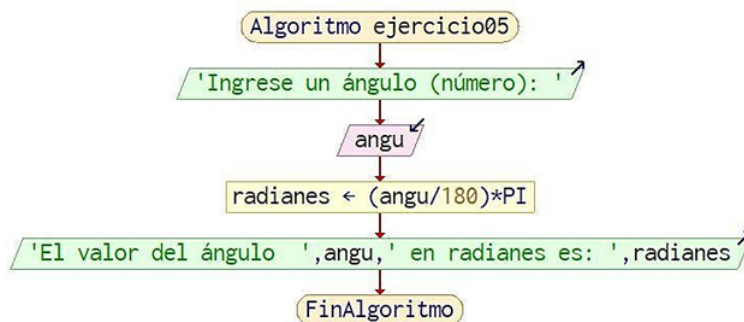 Algoritmo ejercicio05
'Ingrese un ángulo (número): '
angu
radianes ← (angu/180)*PI
'El valor del ángulo  ',angu,' en radianes es: ',radianes
FinAlgoritmo